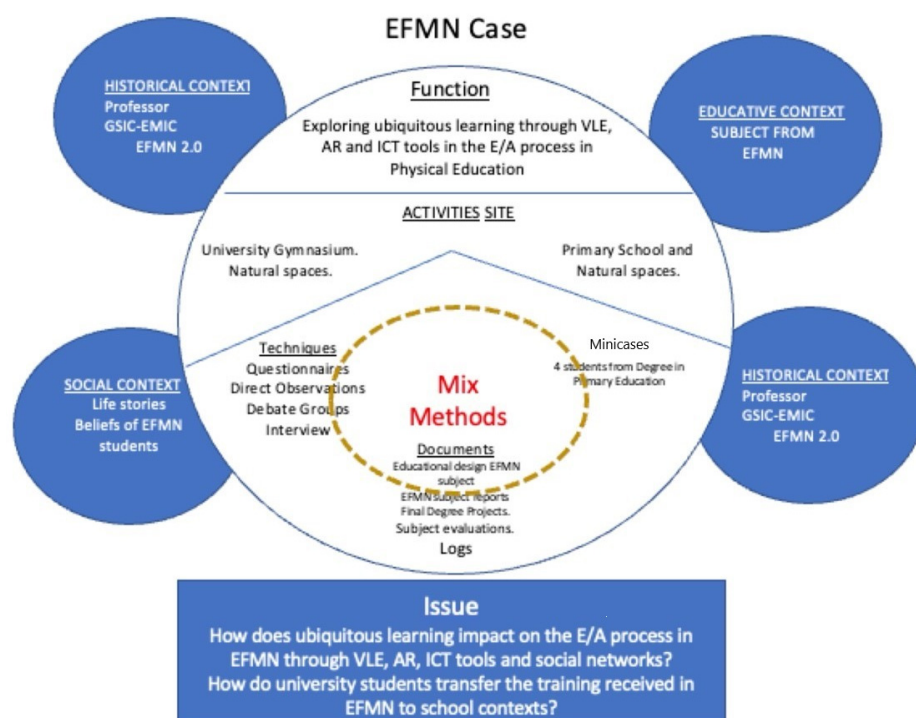 EFMN Case
HISTORICAL CONTEXT
Professor
GSIC-EMIC
EFMN 2.0
Function
Exploring ubiquitous learning through VLE,
AR and ICT tools in the E/A process in
Physical Education
EDUCATIVE CONTEXT
SUBJECT FROM
EFMN
ACTIVITIES SITE
University Gymnasium.
Natural spaces.
Primary School and
Natural spaces.
SOCIAL CONTEXT
Life stories
Beliefs of EFMN
students
Techniques
Questionnaires
Direct Observations
Debate Groups
Interview
Mix
Methods
Minicases
4 students from Degree in
Primary Education
HISTORICAL CONTEXT
Professor
GSIC-EMIC
EFMN 2.0
Documents
Educational design EFMN
subject
EFMN subject reports
Final Degree Projects.
Subject evaluations.
Logs
Issue
How does ubiquitous learning impact on the E/A process in
EFMN through VLE, AR, ICT tools and social networks?
How do university students transfer the training received in
EFMN to school contexts?